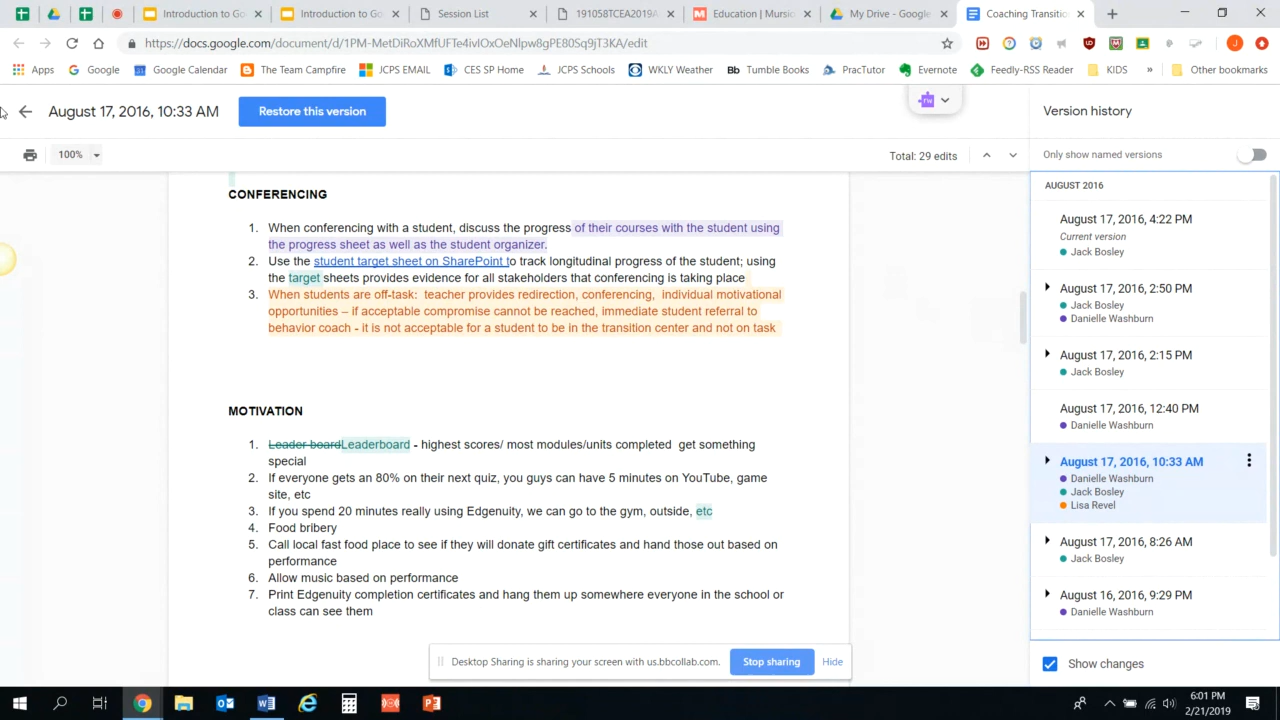 Introduction to Go
Introduction to Go
Session List
191058TCEA2019A
Education | Mursio
My Drive - Google
Coaching Transitio
https://docs.google.com/document/d/1PM-MetDiRoXMfUFTe4ivIOxOeNlpw8gPE80Sq9jT3KA/edit
Apps
Google
Google Calendar
The Team Campfire
JCPS EMAIL
CES SP Home
JCPS Schools
WKLY Weather
Bb Tumble Books
PracTutor
Evernote
Feedly-RSS Reader
KIDS
»
Other bookmarks
August 17, 2016, 10:33 AM
Restore this version
rw
Version history
100%
Total: 29 edits
Only show named versions
CONFERENCING
1. When conferencing with a student, discuss the progress of their courses with the student using
the progress sheet as well as the student organizer.
2. Use the student target sheet on SharePoint to track longitudinal progress of the student; using
the target sheets provides evidence for all stakeholders that conferencing is taking place
3. When students are off-task: teacher provides redirection, conferencing, individual motivational
opportunities – if acceptable compromise cannot be reached, immediate student referral to
behavior coach - it is not acceptable for a student to be in the transition center and not on task
MOTIVATION
1. Leader boardLeaderboard - highest scores/ most modules/units completed get something
special
2. If everyone gets an 80% on their next quiz, you guys can have 5 minutes on YouTube, game
site, etc
3. If you spend 20 minutes really using Edgenuity, we can go to the gym, outside, etc
4. Food bribery
5. Call local fast food place to see if they will donate gift certificates and hand those out based on
performance
6. Allow music based on performance
7. Print Edgenuity completion certificates and hang them up somewhere everyone in the school or
class can see them
AUGUST 2016
August 17, 2016, 4:22 PM
Current version
Jack Bosley
August 17, 2016, 2:50 PM
Jack Bosley
Danielle Washburn
August 17, 2016, 2:15 PM
Jack Bosley
August 17, 2016, 12:40 PM
Danielle Washburn
August 17, 2016, 10:33 AM
Danielle Washburn
Jack Bosley
Lisa Revel
August 17, 2016, 8:26 AM
Jack Bosley
August 16, 2016, 9:29 PM
Danielle Washburn
Show changes
Desktop Sharing is sharing your screen with us.bbcollab.com.
Stop sharing
Hide
6:01 PM
2/21/2019